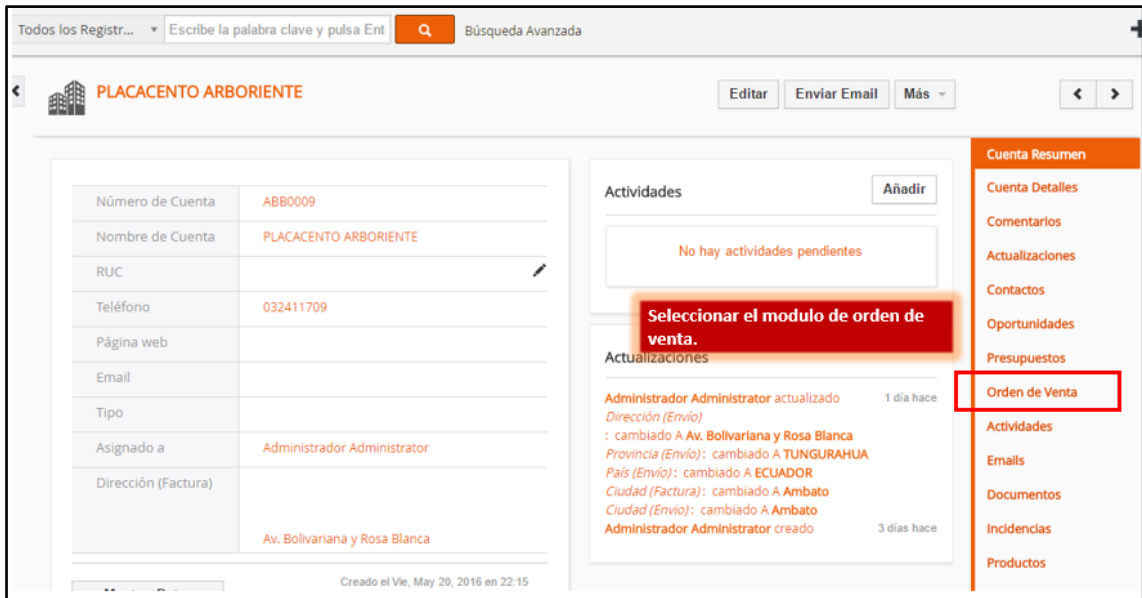 Todos los Registr... Escribe la palabra clave y pulsa Ent Búsqueda Avanzada
PLACACENTO ARBORIENTE
Editar Enviar Email Más
Número de Cuenta ABB0009
Nombre de Cuenta PLACACENTO ARBORIENTE
RUC
Teléfono 032411709
Página web
Email
Tipo
Asignado a Administrador Administrator
Dirección (Factura)
Av. Bolivariana y Rosa Blanca
Creado el Vie, May 20, 2016 en 22:15
Actividades Añadir
No hay actividades pendientes
Seleccionar el modulo de orden de
venta.
Actualizaciones
Administrador Administrator actualizado 1 día hace
Dirección (Envío)
: cambiado A Av. Bolivariana y Rosa Blanca
Provincia (Envío) : cambiado A TUNGURAHUA
País (Envío) : cambiado A ECUADOR
Ciudad (Factura) : cambiado A Ambato
Ciudad (Envio) : cambiado A Ambato
Administrador Administrator creado 3 días hace
Cuenta Resumen
Cuenta Detalles
Comentarios
Actualizaciones
Contactos
Oportunidades
Presupuestos
Orden de Venta
Actividades
Emails
Documentos
Incidencias
Productos